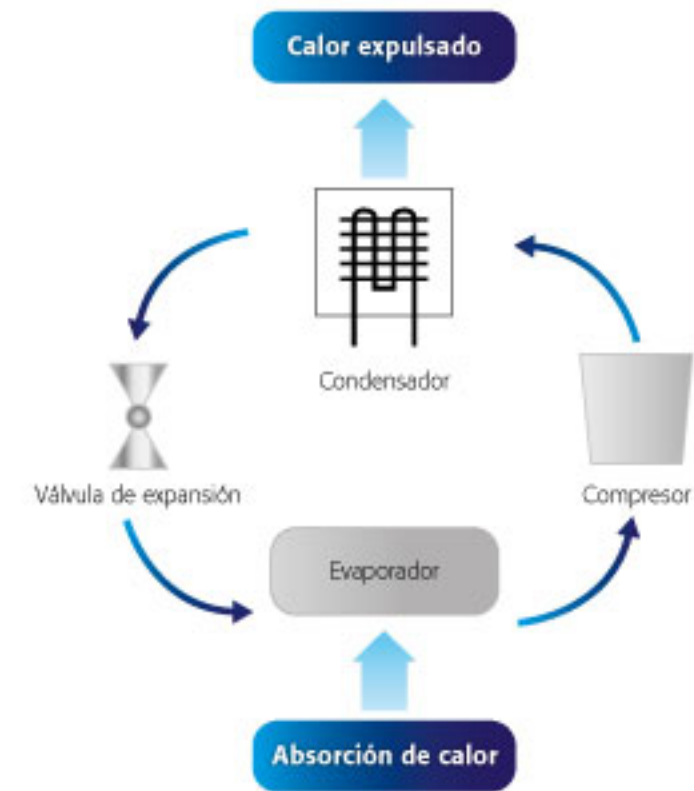 Calor expulsado
Condensador
Válvula de expansión
Compresor
Evaporador
Absorción de calor